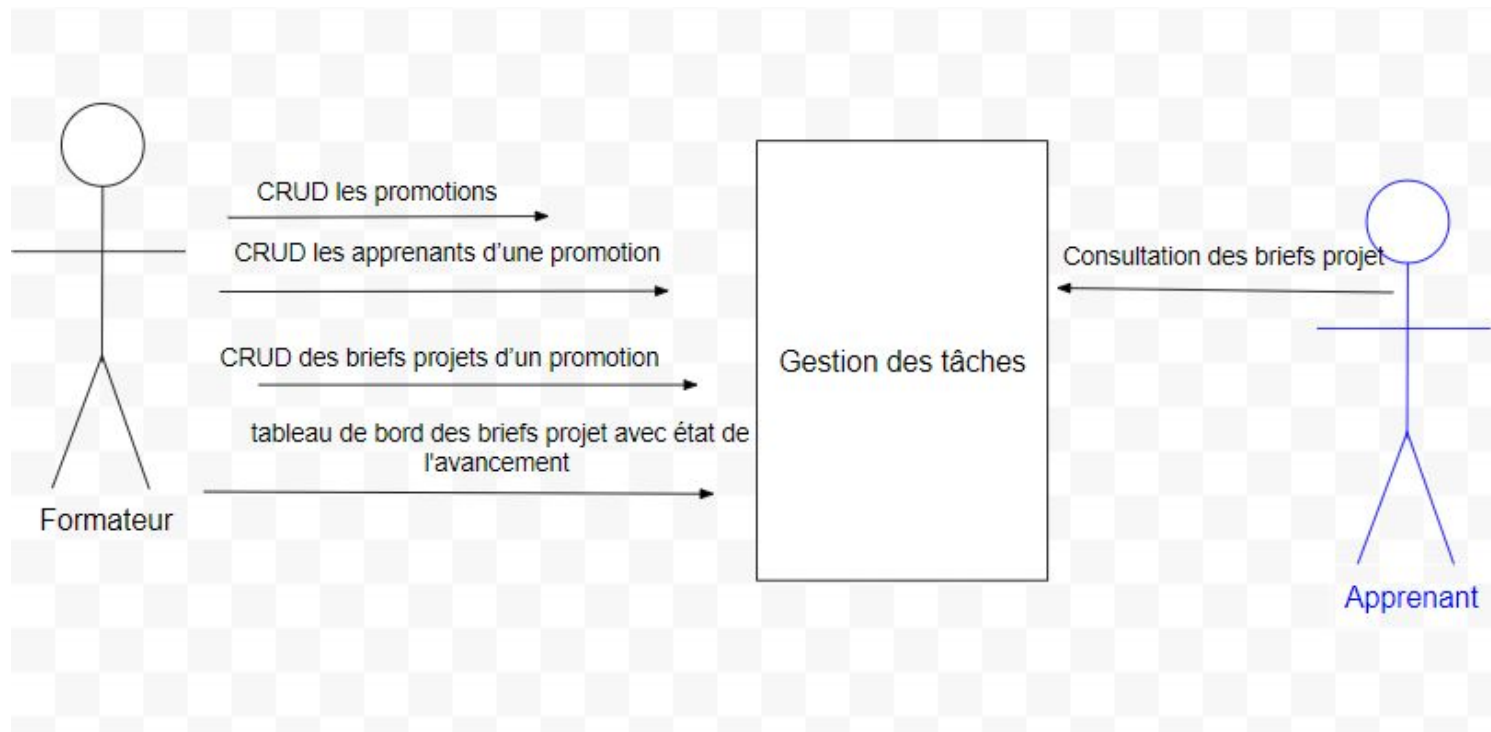 CRUD les promotions
CRUD les apprenants d’une promotion
CRUD des briefs projets d’un promotion
tableau de bord des briefs projet avec état de
l'avancement
Formateur
Gestion des tâches
Consultation des briefs projet
Apprenant